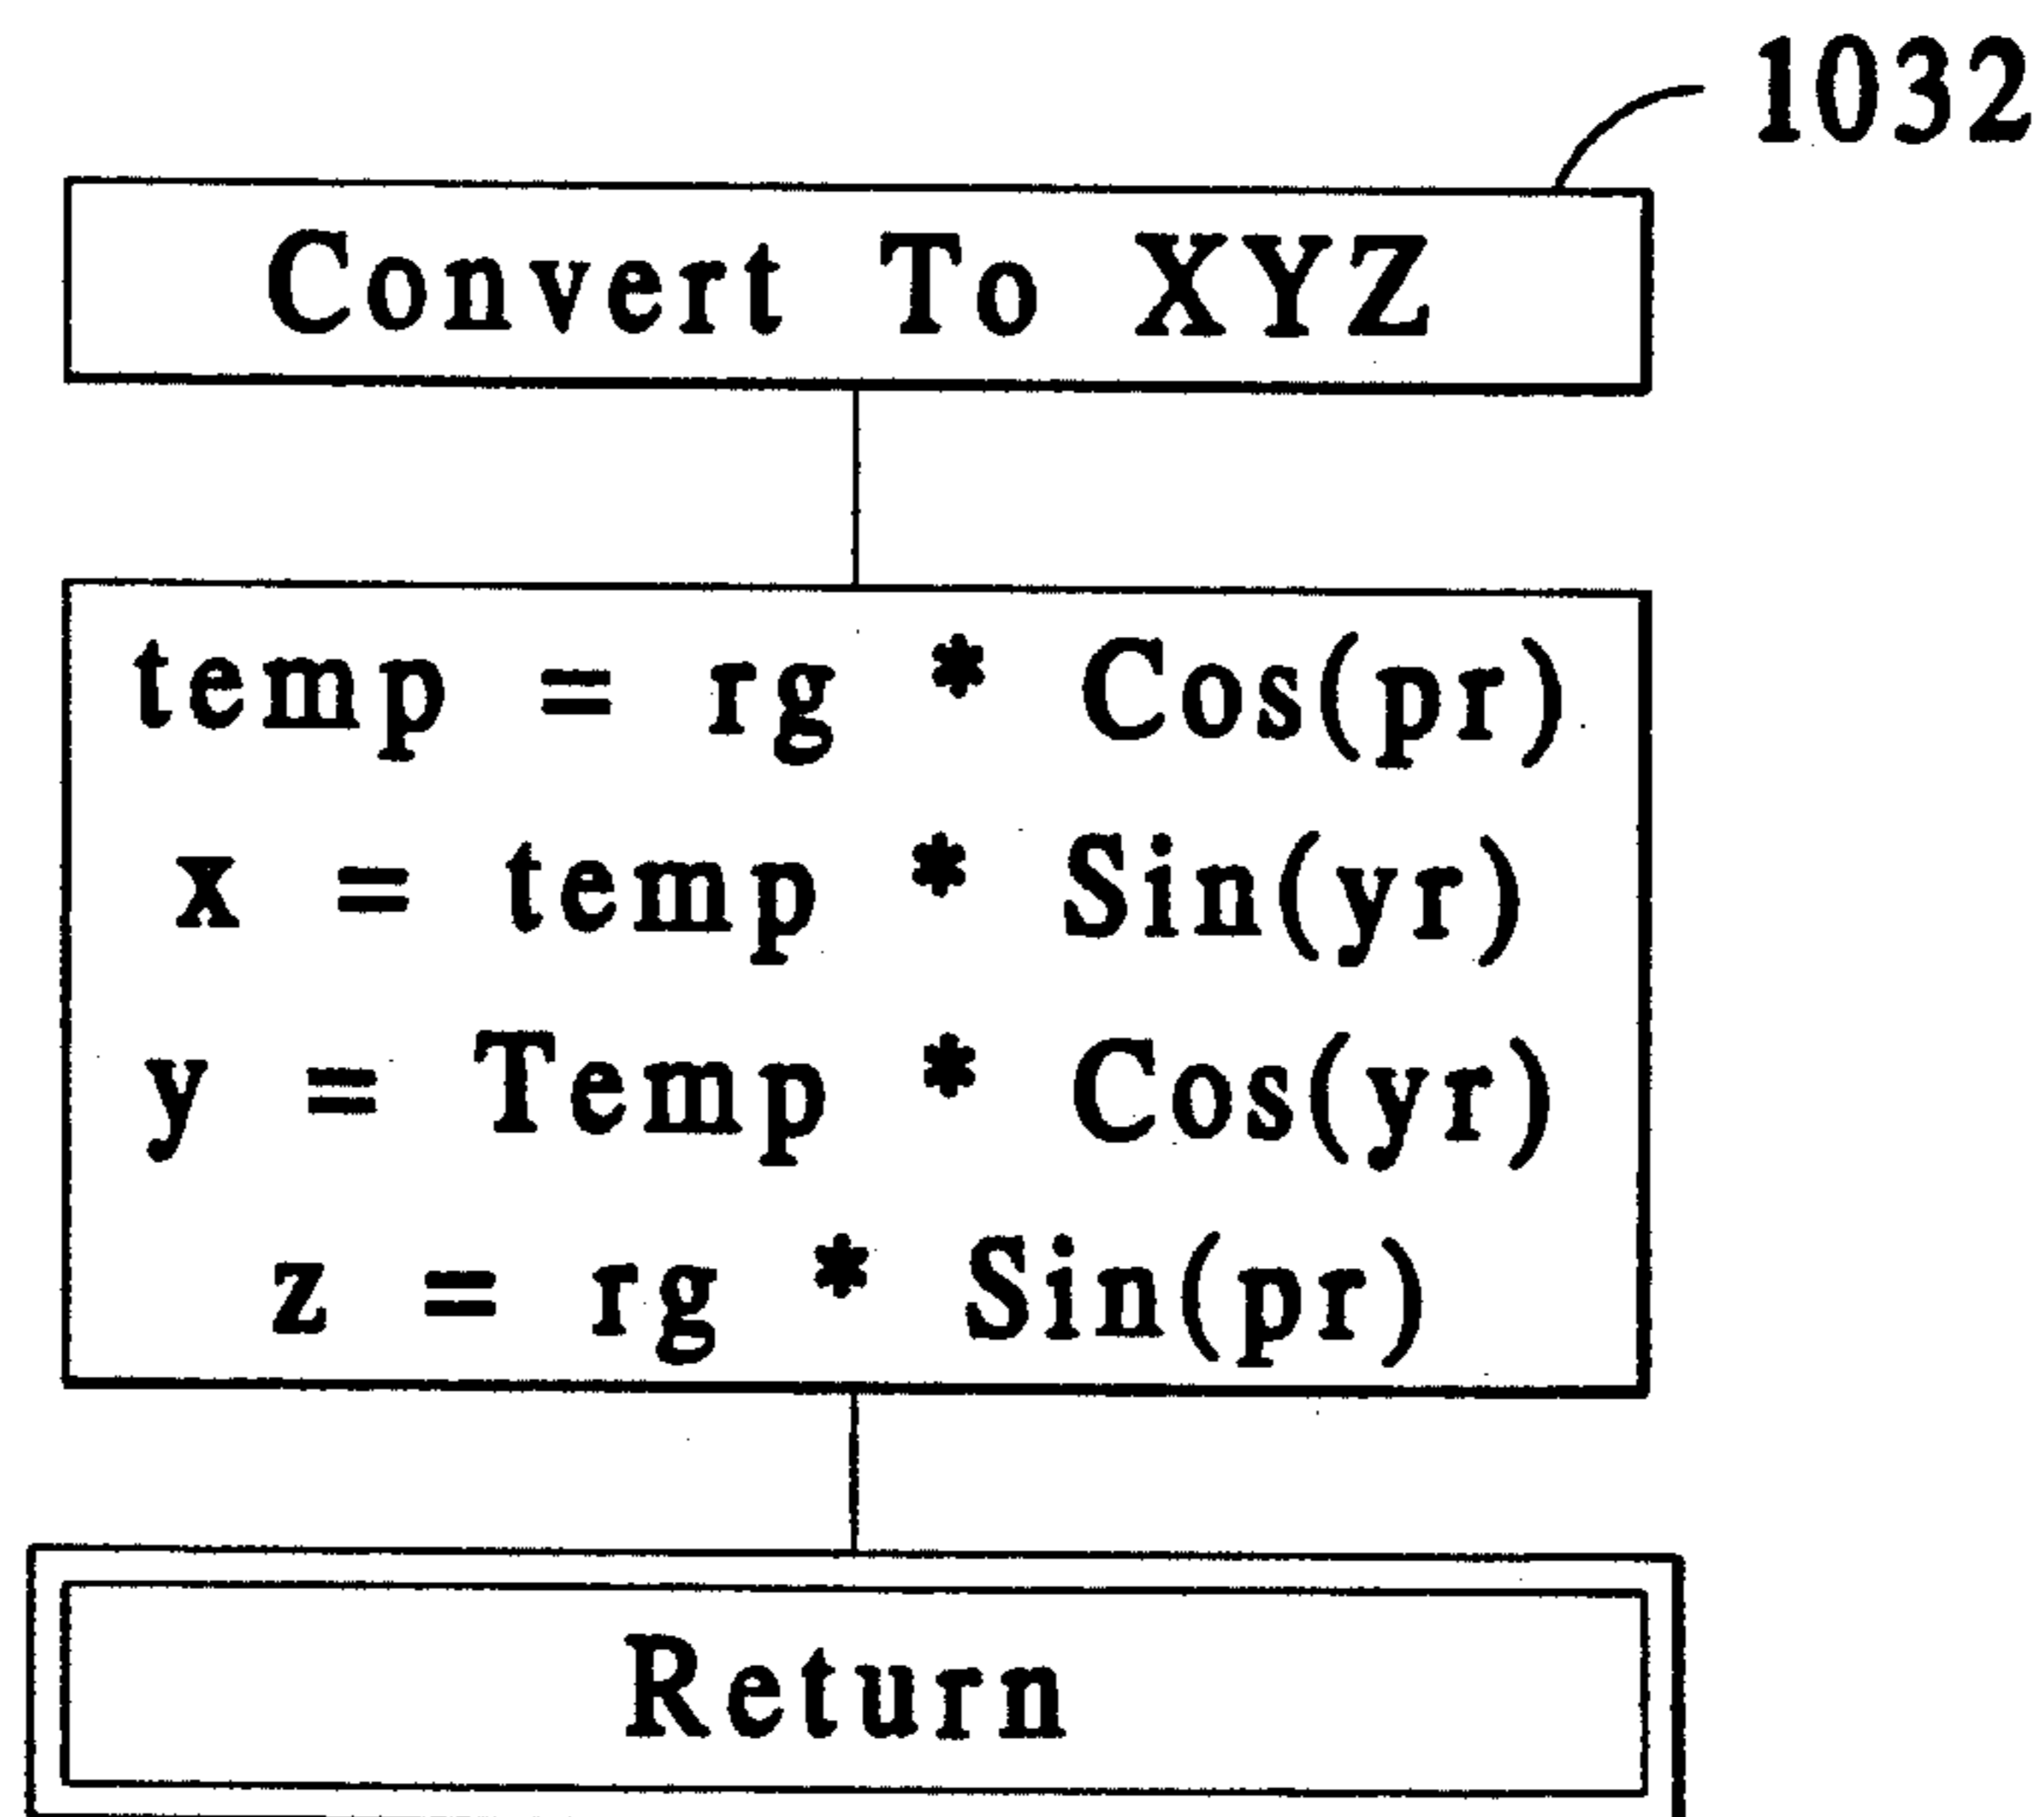 1032
Convert To XYZ
temp = rg * Cos(pr)
x = temp * Sin(yr)
y = Temp * Cos(yr)
z = rg * Sin(pr)
Return